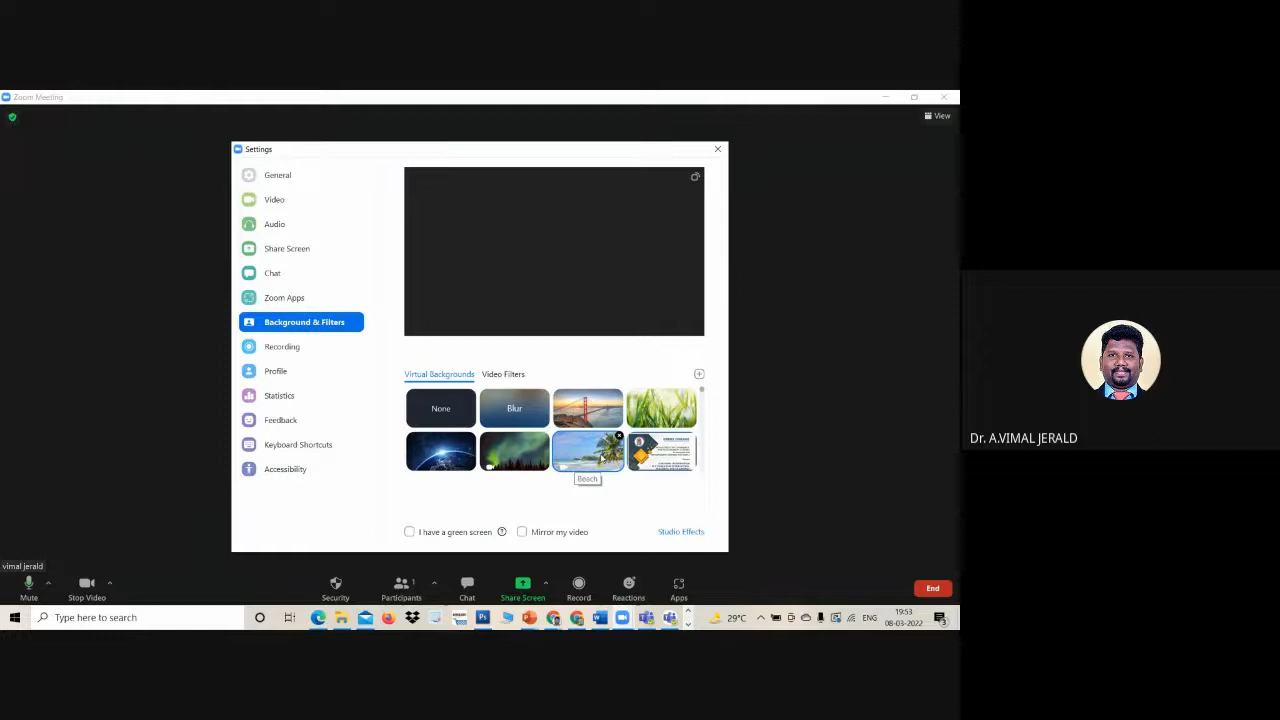 Zoom Meeting
View
Settings
General
Video
Audio
Share Screen
Chat
Zoom Apps
Background & Filters
Recording
Profile
Statistics
Feedback
Keyboard Shortcuts
Accessibility
Virtual Backgrounds
Video Filters
None
Blur
Beach
I have a green screen
Mirror my video
Studio Effects
Dr. A.VIMAL JERALD
vimal jerald
Mute
Stop Video
Security
Participants
1
Chat
Share Screen
Record
Reactions
Apps
End
Type here to search
29°C
ENG
19:53
08-03-2022